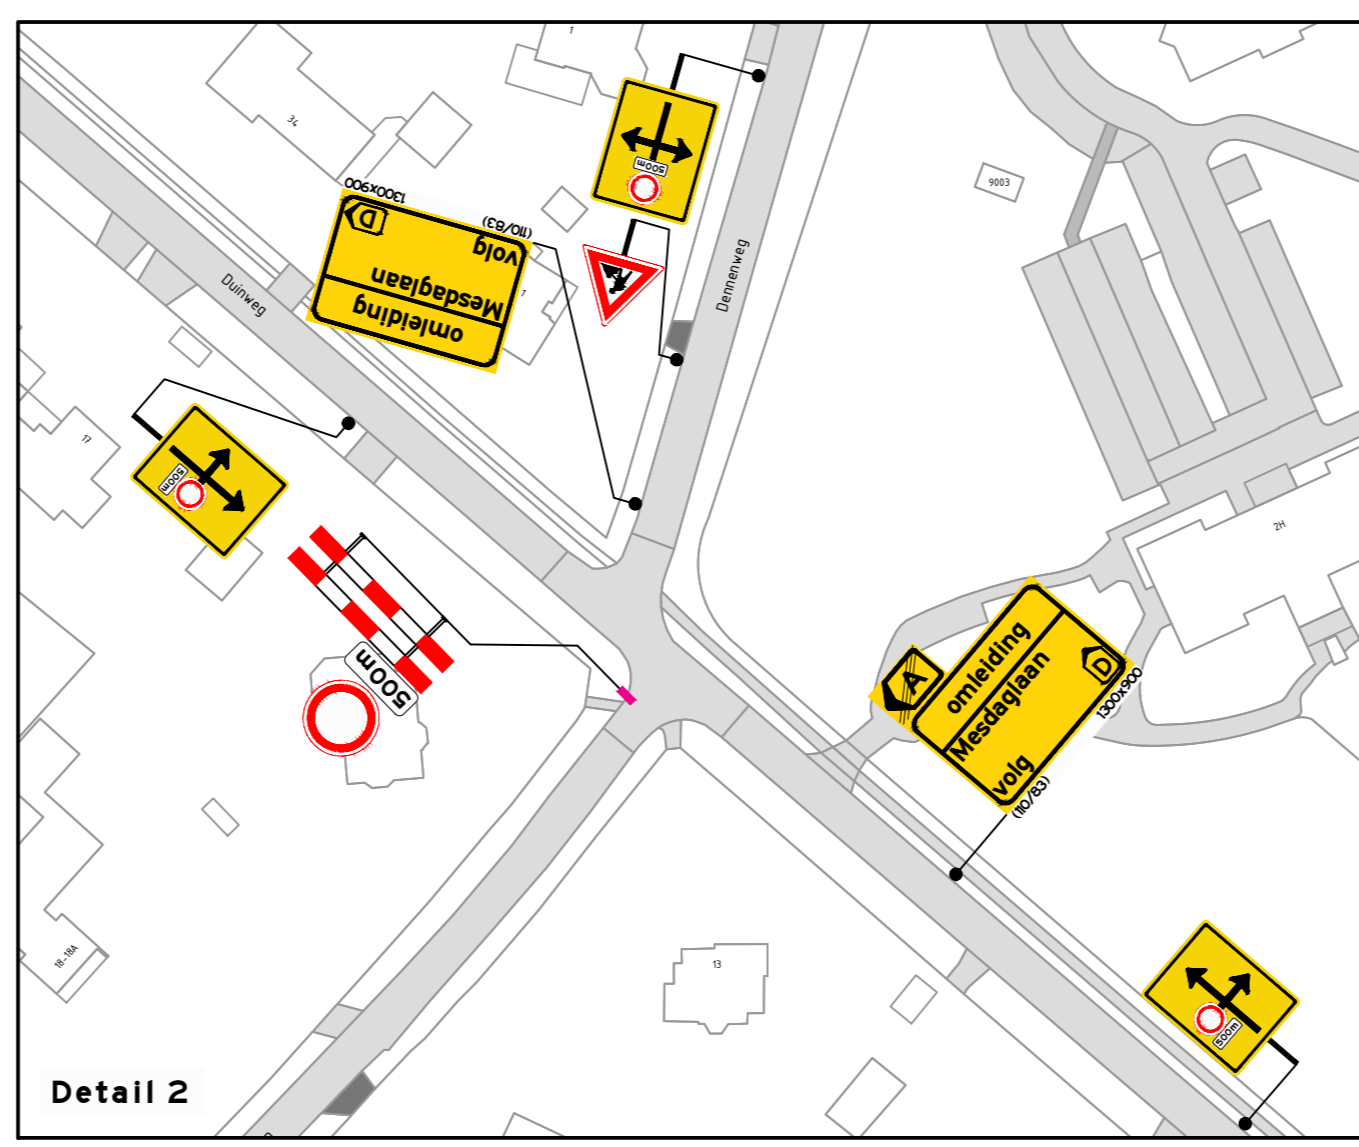 1
34
500m
1300x900
D
(110/83)
volg
Mesdaglaan
omleiding
1
9003
Dennenweg
Duinweg
17
500m
2H
500m
A
omleiding
Mesdaglaan
volg
D
1300x900
(110/83)
18-18A
13
500m
Detail 2